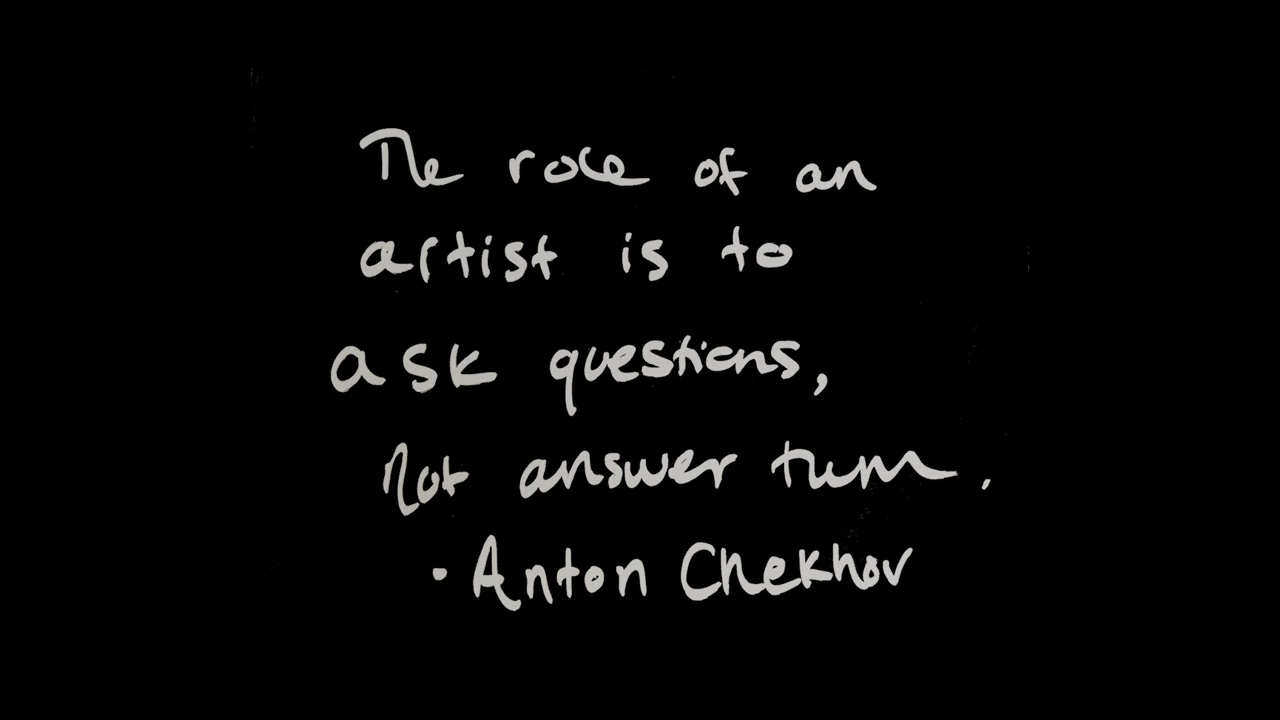 The role of an
artist is to
ask questions,
not answer them.
· Anton Chekhov